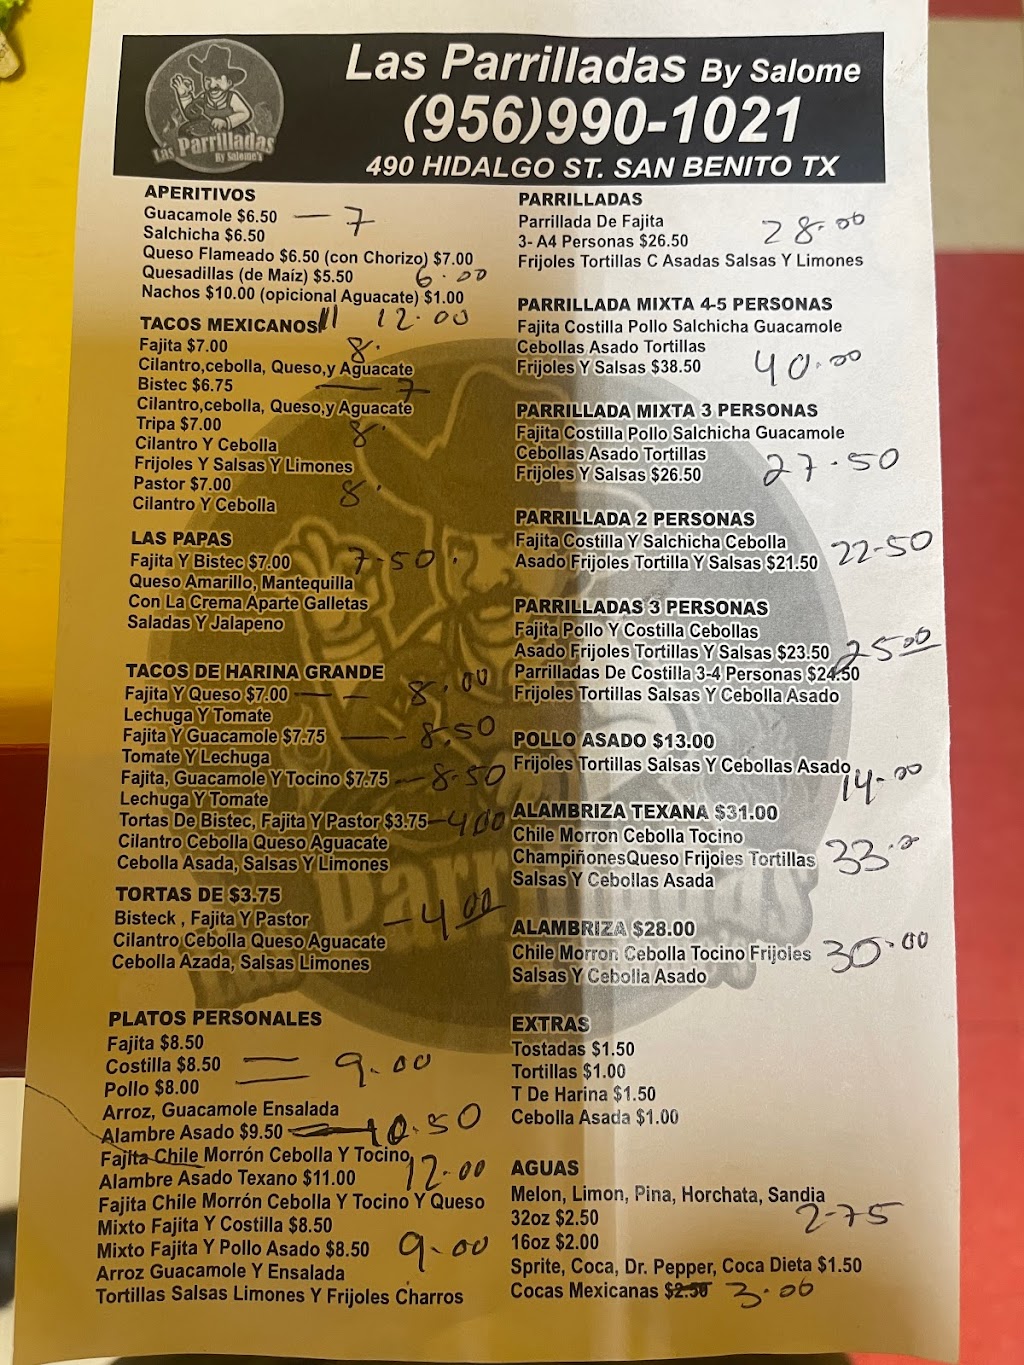 Las Parrilladas By Salome's
Las Parrilladas By Salome
(956)990-1021
490 HIDALGO ST. SAN BENITO TX
APERITIVOS
Guacamole $6.50 — 7
Salchicha $6.50
Queso Flameado $6.50 (con Chorizo) $7.00
Quesadillas (de Maíz) $5.50 6.00
Nachos $10.00 (opicional Aguacate) $1.00
11 12.00
TACOS MEXICANOS
Fajita $7.00 8.
Cilantro,cebolla, Queso,y Aguacate
Bistec $6.75 — 7
Cilantro,cebolla, Queso,y Aguacate
Tripa $7.00 8.
Cilantro Y Cebolla
Frijoles Y Salsas Y Limones
Pastor $7.00 8.
Cilantro Y Cebolla
LAS PAPAS
Fajita Y Bistec $7.00 7-50.
Queso Amarillo, Mantequilla
Con La Crema Aparte Galletas
Saladas Y Jalapeno
TACOS DE HARINA GRANDE
Fajita Y Queso $7.00 — — 8.00
Lechuga Y Tomate
Fajita Y Guacamole $7.75 —-- 8.50
Tomate Y Lechuga
Fajita, Guacamole Y Tocino $7.75 — 8-50
Lechuga Y Tomate
Tortas De Bistec, Fajita Y Pastor $3.75 — 400
Cilantro Cebolla Queso Aguacate
Cebolla Asada, Salsas Y Limones
TORTAS DE $3.75
Bisteck , Fajita Y Pastor — 4.00
Cilantro Cebolla Queso Aguacate
Cebolla Azada, Salsas Limones
PLATOS PERSONALES
Fajita $8.50
Costilla $8.50 9.00
Pollo $8.00
Arroz, Guacamole Ensalada
Alambre Asado $9.50 10.50
Fajita Chile Morrón Cebolla Y Tocino
Alambre Asado Texano $11.00 12.00
Fajita Chile Morrón Cebolla Y Tocino Y Queso
Mixto Fajita Y Costilla $8.50
Mixto Fajita Y Pollo Asado $8.50 9.00
Arroz Guacamole Y Ensalada
Tortillas Salsas Limones Y Frijoles Charros
PARRILLADAS
Parrillada De Fajita
3- A4 Personas $26.50 28.00
Frijoles Tortillas C Asadas Salsas Y Limones
PARRILLADA MIXTA 4-5 PERSONAS
Fajita Costilla Pollo Salchicha Guacamole
Cebollas Asado Tortillas
Frijoles Y Salsas $38.50 40.00
PARRILLADA MIXTA 3 PERSONAS
Fajita Costilla Pollo Salchicha Guacamole
Cebollas Asado Tortillas
Frijoles Y Salsas $26.50 27.50
PARRILLADA 2 PERSONAS
Fajita Costilla Y Salchicha Cebolla
Asado Frijoles Tortilla Y Salsas $21.50 22-50
PARRILLADAS 3 PERSONAS
Fajita Pollo Y Costilla Cebollas
Asado Frijoles Tortillas Y Salsas $23.50 25.00
Parrilladas De Costilla 3-4 Personas $24.50
Frijoles Tortillas Salsas Y Cebolla Asado
POLLO ASADO $13.00
Frijoles Tortillas Salsas Y Cebollas Asado
14-00
ALAMBRIZA TEXANA $31.00
Chile Morron Cebolla Tocino
ChampiñonesQueso Frijoles Tortillas 33.
Salsas Y Cebollas Asada
ALAMBRIZA $28.00
Chile Morron Cebolla Tocino Frijoles 30.00
Salsas Y Cebolla Asado
EXTRAS
Tostadas $1.50
Tortillas $1.00
T De Harina $1.50
Cebolla Asada $1.00
AGUAS
Melon, Limon, Pina, Horchata, Sandia
32oz $2.50 2-75
16oz $2.00
Sprite, Coca, Dr. Pepper, Coca Dieta $1.50
Cocas Mexicanas $2.50 3.00